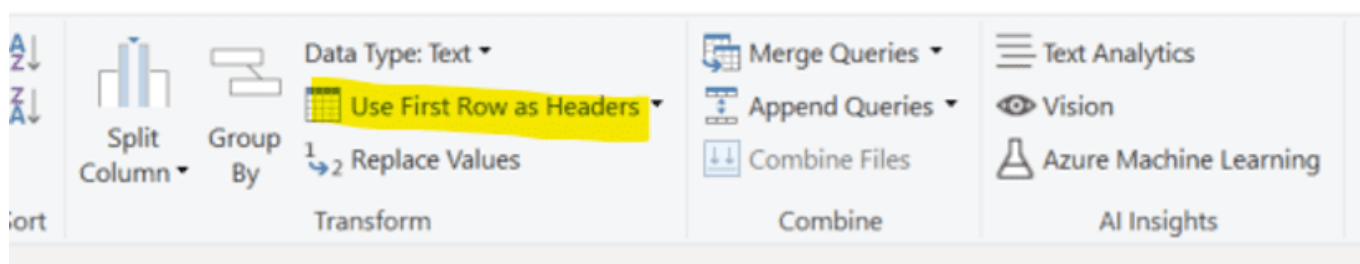 Split
Column
Group
By
Data Type: Text
Use First Row as Headers
Replace Values
Transform
Merge Queries
Append Queries
Combine Files
Combine
Text Analytics
Vision
Azure Machine Learning
AI Insights